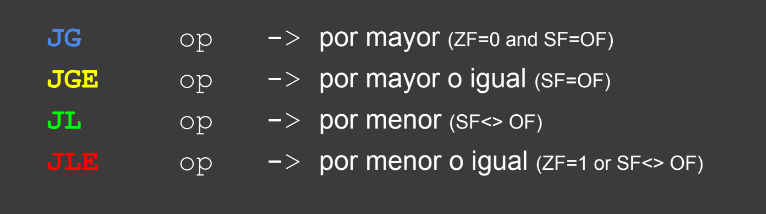 JG op -> por mayor (ZF=0 and SF=OF)
JGE op -> por mayor o igual (SF=OF)
JL op -> por menor (SF<> OF)
JLE op -> por menor o igual (ZF=1 or SF<> OF)